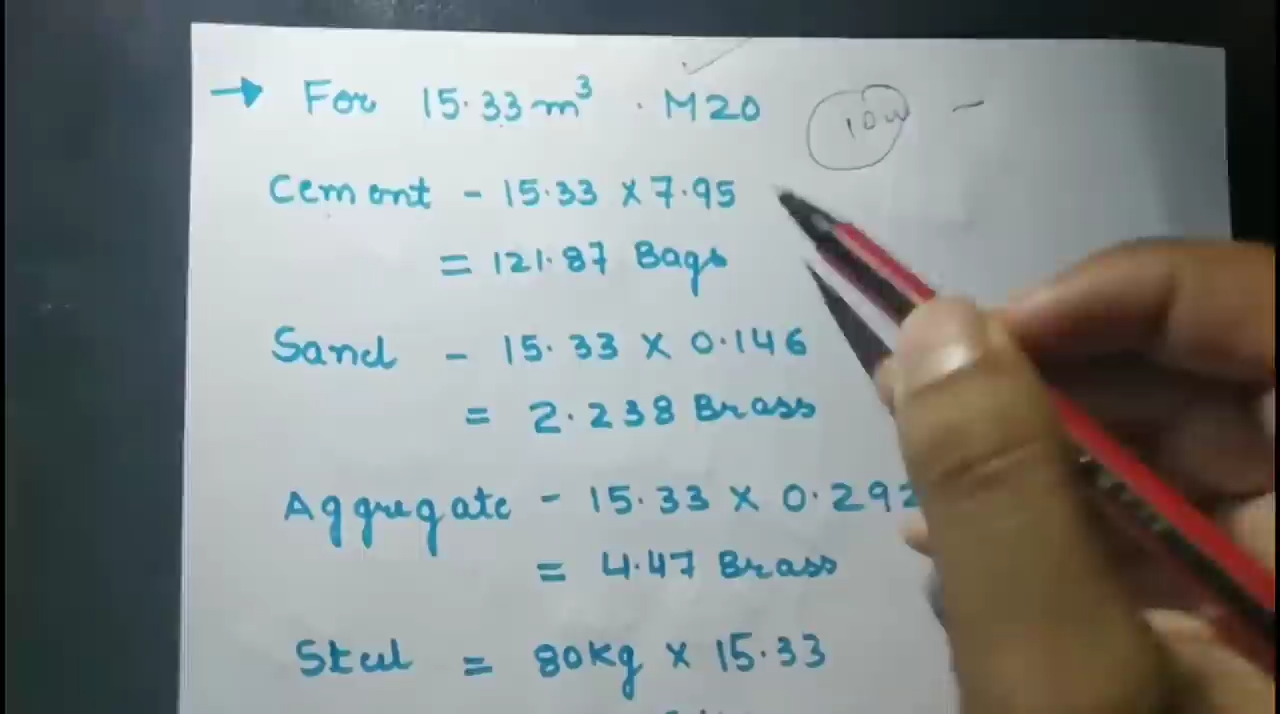 → For 15.33 m³ . M20
Cement - 15.33 x 7.95
= 121.87 Bags
Sand - 15.33 x 0.146
= 2.238 Brass
Aggregate - 15.33 x 0.292
= 4.47 Brass
Steel = 80kg x 15.33